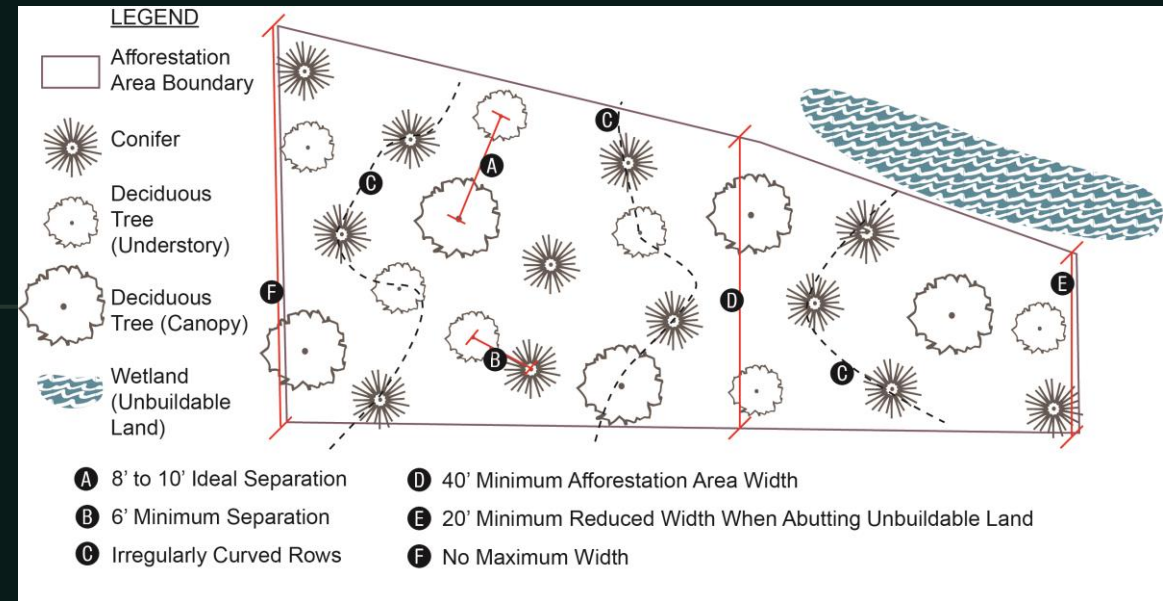 LEGEND
Afforestation
Area Boundary
Conifer
Deciduous
Tree
(Understory)
Deciduous
Tree (Canopy)
Wetland
(Unbuildable
Land)
C
A
C
F
D
E
B
C
A 8’ to 10’ Ideal Separation
B 6’ Minimum Separation
C Irregularly Curved Rows
D 40’ Minimum Afforestation Area Width
E 20’ Minimum Reduced Width When Abutting Unbuildable Land
F No Maximum Width